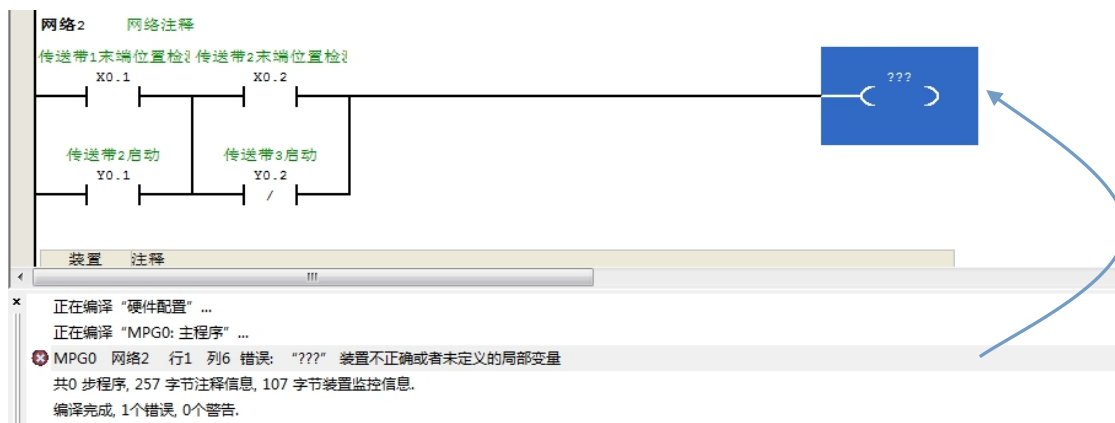 网络2 网络注释
传送带1末端位置检测 传送带2末端位置检测
X0.1 X0.2
???
传送带2启动 传送带3启动
Y0.1 Y0.2
/
装置 注释
正在编译 “硬件配置” ...
正在编译 “MPG0: 主程序” ...
MPG0 网络2 行1 列6 错误: “???” 装置不正确或者未定义的局部变量
共0 步程序, 257 字节注释信息, 107 字节装置监控信息.
编译完成, 1个错误, 0个警告.